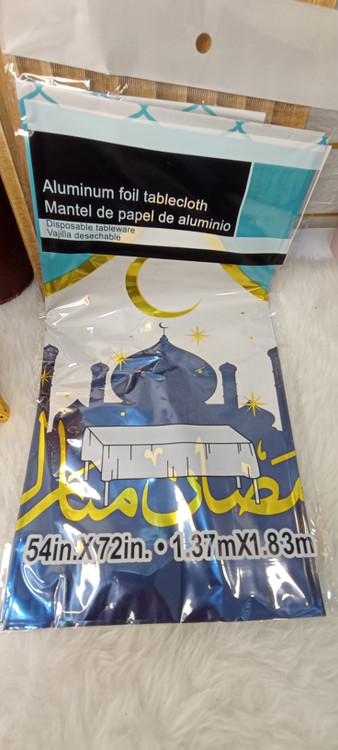 Aluminum foil tablecloth
Mantel de papel de aluminio
Disposable tableware
Vajilla desechable
رمضان مبارك
54in.X72in. • 1.37mX1.83m